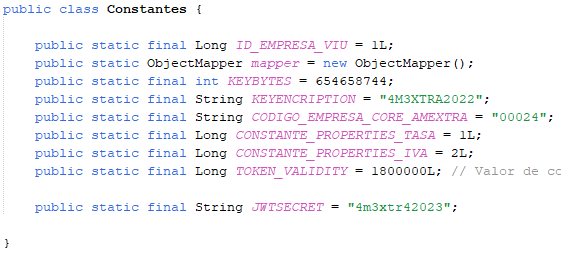 public class Constantes {
public static final Long ID_EMPRESA_VIU = 1L;
public static ObjectMapper mapper = new ObjectMapper();
public static final int KEYBYTES = 654658744;
public static final String KEYENCRIPTION = "4M3XTRA2022";
public static final String CODIGO_EMPRESA_CORE_AMEXTRA = "00024";
public static final Long CONSTANTE_PROPERTIES_TASA = 1L;
public static final Long CONSTANTE_PROPERTIES_IVA = 2L;
public static final Long TOKEN_VALIDITY = 1800000L; // Valor de co
public static final String JWTSECRET = "4m3xtr42023";
}